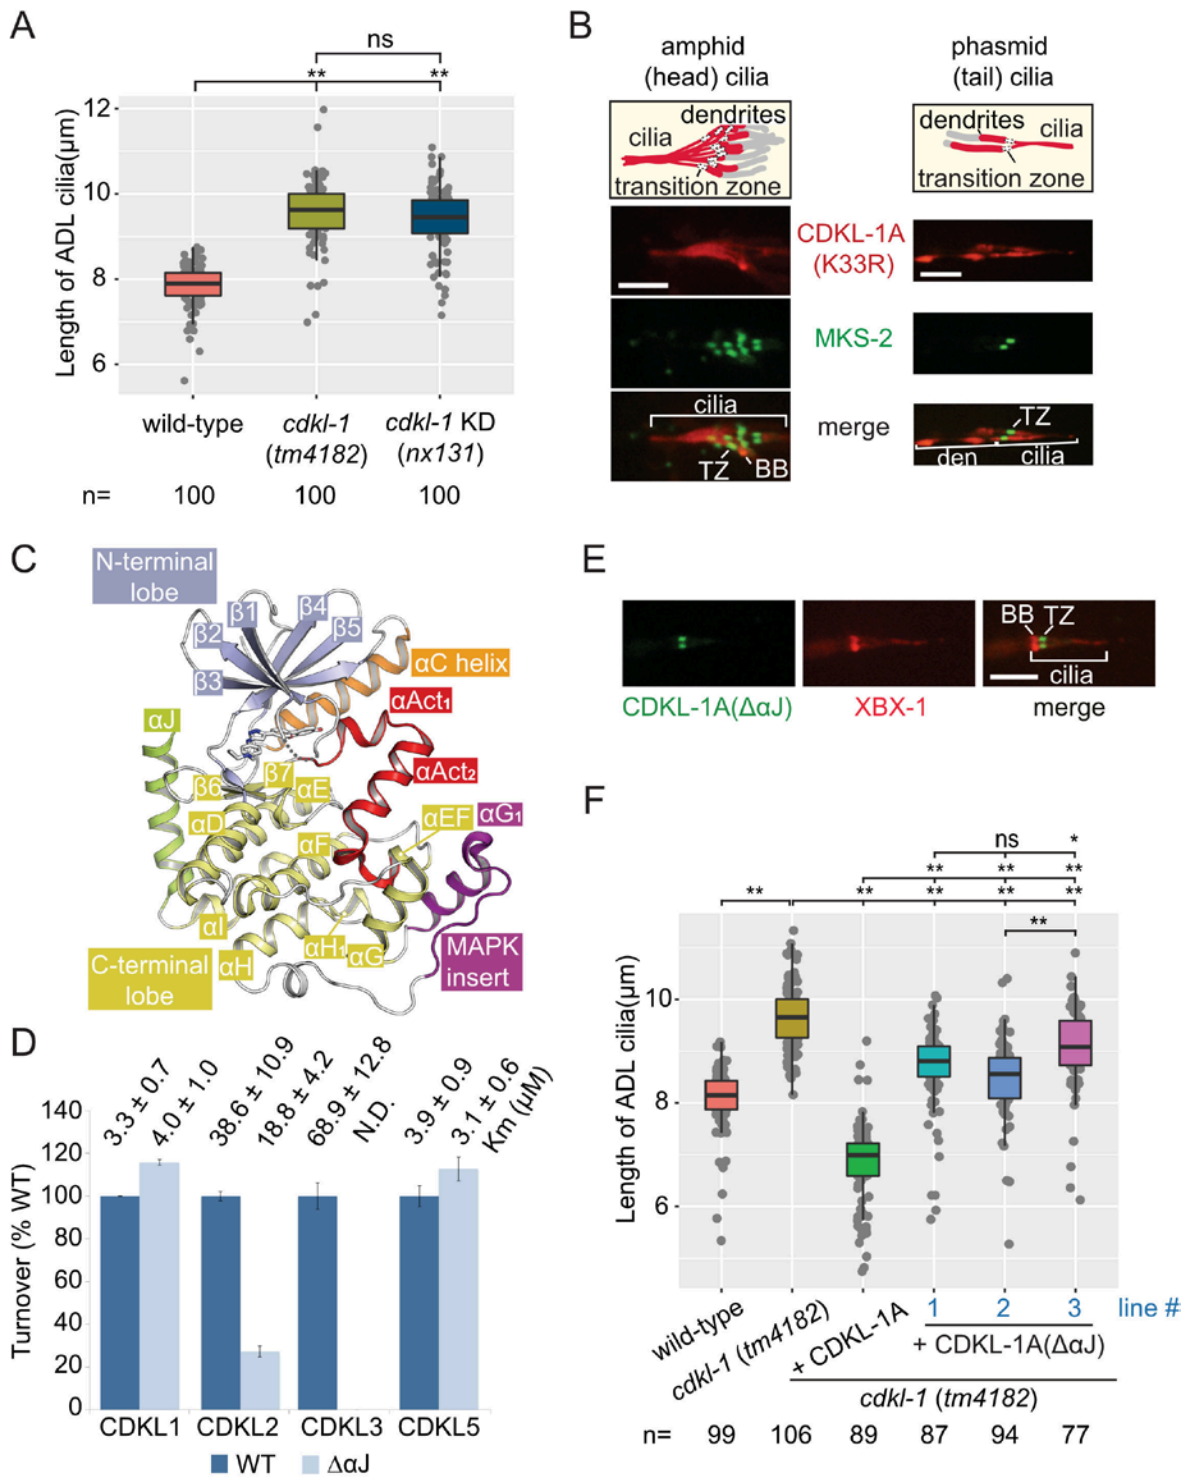 A
ns
**
**
Length of ADL cilia(µm)
12
10
8
6
wild-type
cdkl-1
(tm4182)
cdkl-1 KD
(nx131)
n=
100
100
100
B
amphid
(head) cilia
phasmid
(tail) cilia
dendrites
cilia
transition zone
dendrites
cilia
transition zone
CDKL-1A
(K33R)
MKS-2
merge
cilia
TZ
BB
TZ
den
cilia
C
N-terminal
lobe
β1
β4
β2
β5
β3
αC helix
αJ
αAct₁
αAct₂
β7
β6
αE
αD
αEF
αG₁
αF
αI
αH₁
αG
αH
MAPK
insert
C-terminal
lobe
D
3.3 ± 0.7
4.0 ± 1.0
38.6 ± 10.9
18.8 ± 4.2
68.9 ± 12.8
N.D.
3.9 ± 0.9
3.1 ± 0.6
Km (µM)
Turnover (% WT)
140
120
100
80
60
40
20
0
CDKL1
CDKL2
CDKL3
CDKL5
WT
ΔαJ
E
BB
TZ
cilia
CDKL-1A(ΔαJ)
XBX-1
merge
F
ns
*
**
**
**
**
**
**
**
**
**
Length of ADL cilia(µm)
10
8
6
wild-type
cdkl-1 (tm4182)
+ CDKL-1A
1
2
3
line #
+ CDKL-1A(ΔαJ)
cdkl-1 (tm4182)
n=
99
106
89
87
94
77